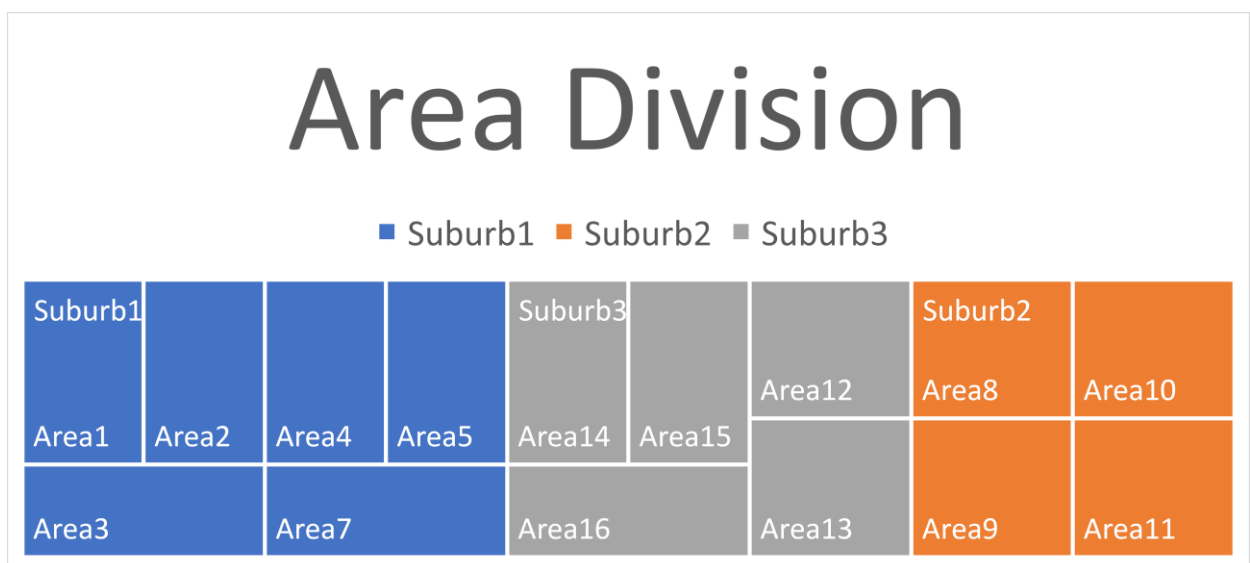 Area Division
Suburb1 Suburb2 Suburb3
Suburb1 Suburb3 Suburb2
Area12 Area8 Area10
Area1 Area2 Area4 Area5 Area14 Area15
Area3 Area7 Area16 Area13 Area9 Area11